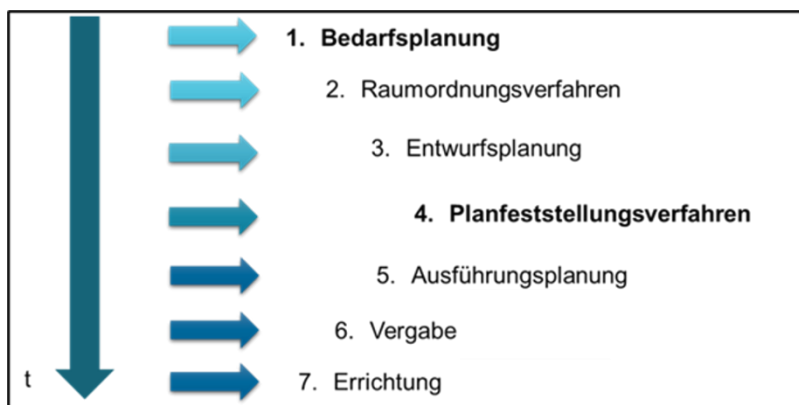 1. Bedarfsplanung
2. Raumordnungsverfahren
3. Entwurfsplanung
4. Planfeststellungsverfahren
5. Ausführungsplanung
6. Vergabe
7. Errichtung
t